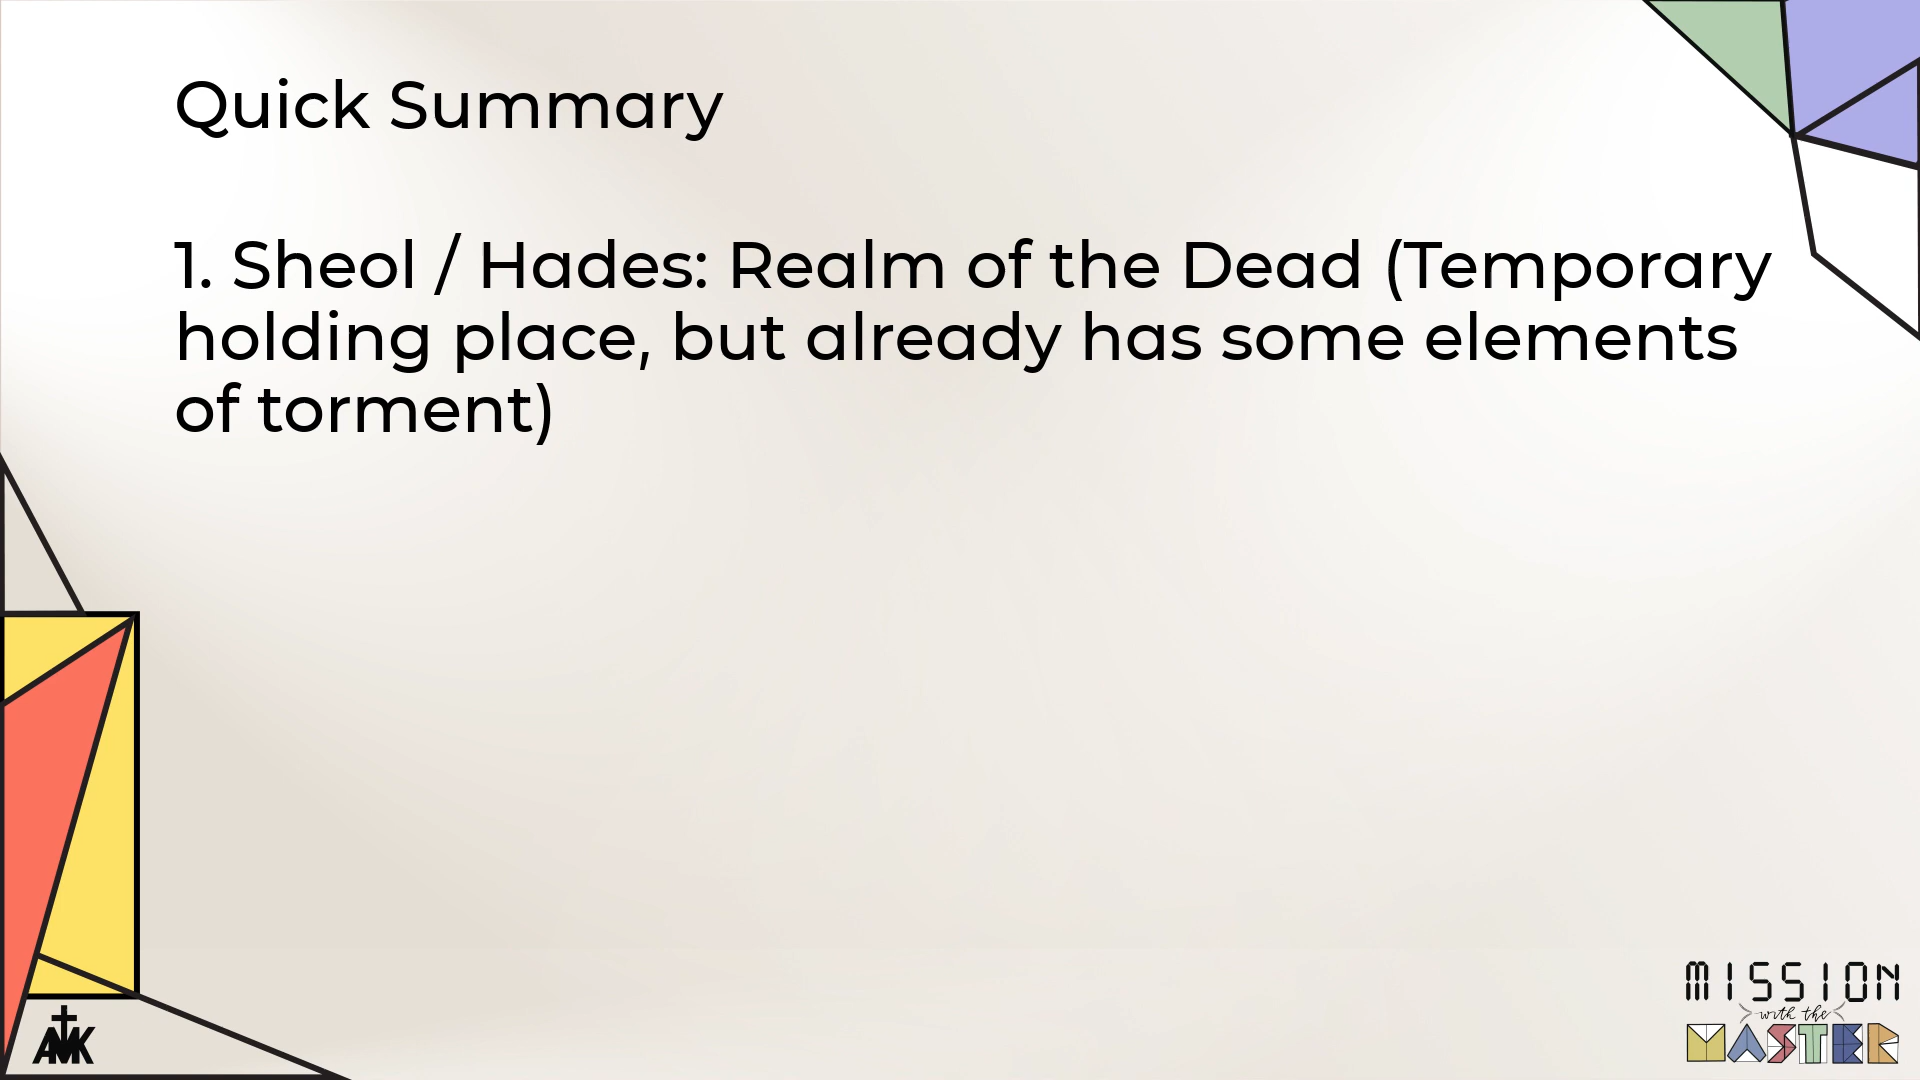 Quick Summary
1. Sheol / Hades: Realm of the Dead (Temporary
holding place, but already has some elements
of torment)
AMK
MISSION
with the
MASTER